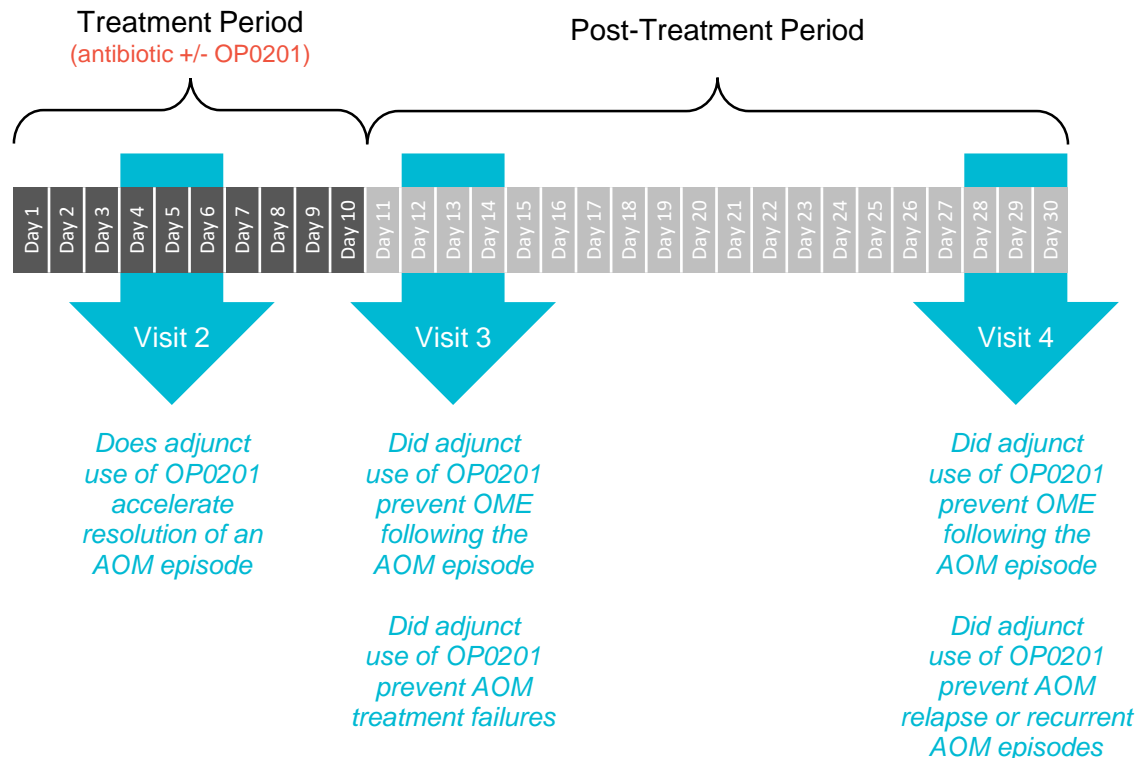 Treatment Period
(antibiotic +/- OP0201)
Post-Treatment Period
Day 1
Day 2
Day 3
Day 4
Day 5
Day 6
Day 7
Day 8
Day 9
Day 10
Day 11
Day 12
Day 13
Day 14
Day 15
Day 16
Day 17
Day 18
Day 19
Day 20
Day 21
Day 22
Day 23
Day 24
Day 25
Day 26
Day 27
Day 28
Day 29
Day 30
Visit 2
Does adjunct
use of OP0201
accelerate
resolution of an
AOM episode
Visit 3
Did adjunct
use of OP0201
prevent OME
following the
AOM episode
Did adjunct
use of OP0201
prevent AOM
treatment failures
Visit 4
Did adjunct
use of OP0201
prevent OME
following the
AOM episode
Did adjunct
use of OP0201
prevent AOM
relapse or recurrent
AOM episodes